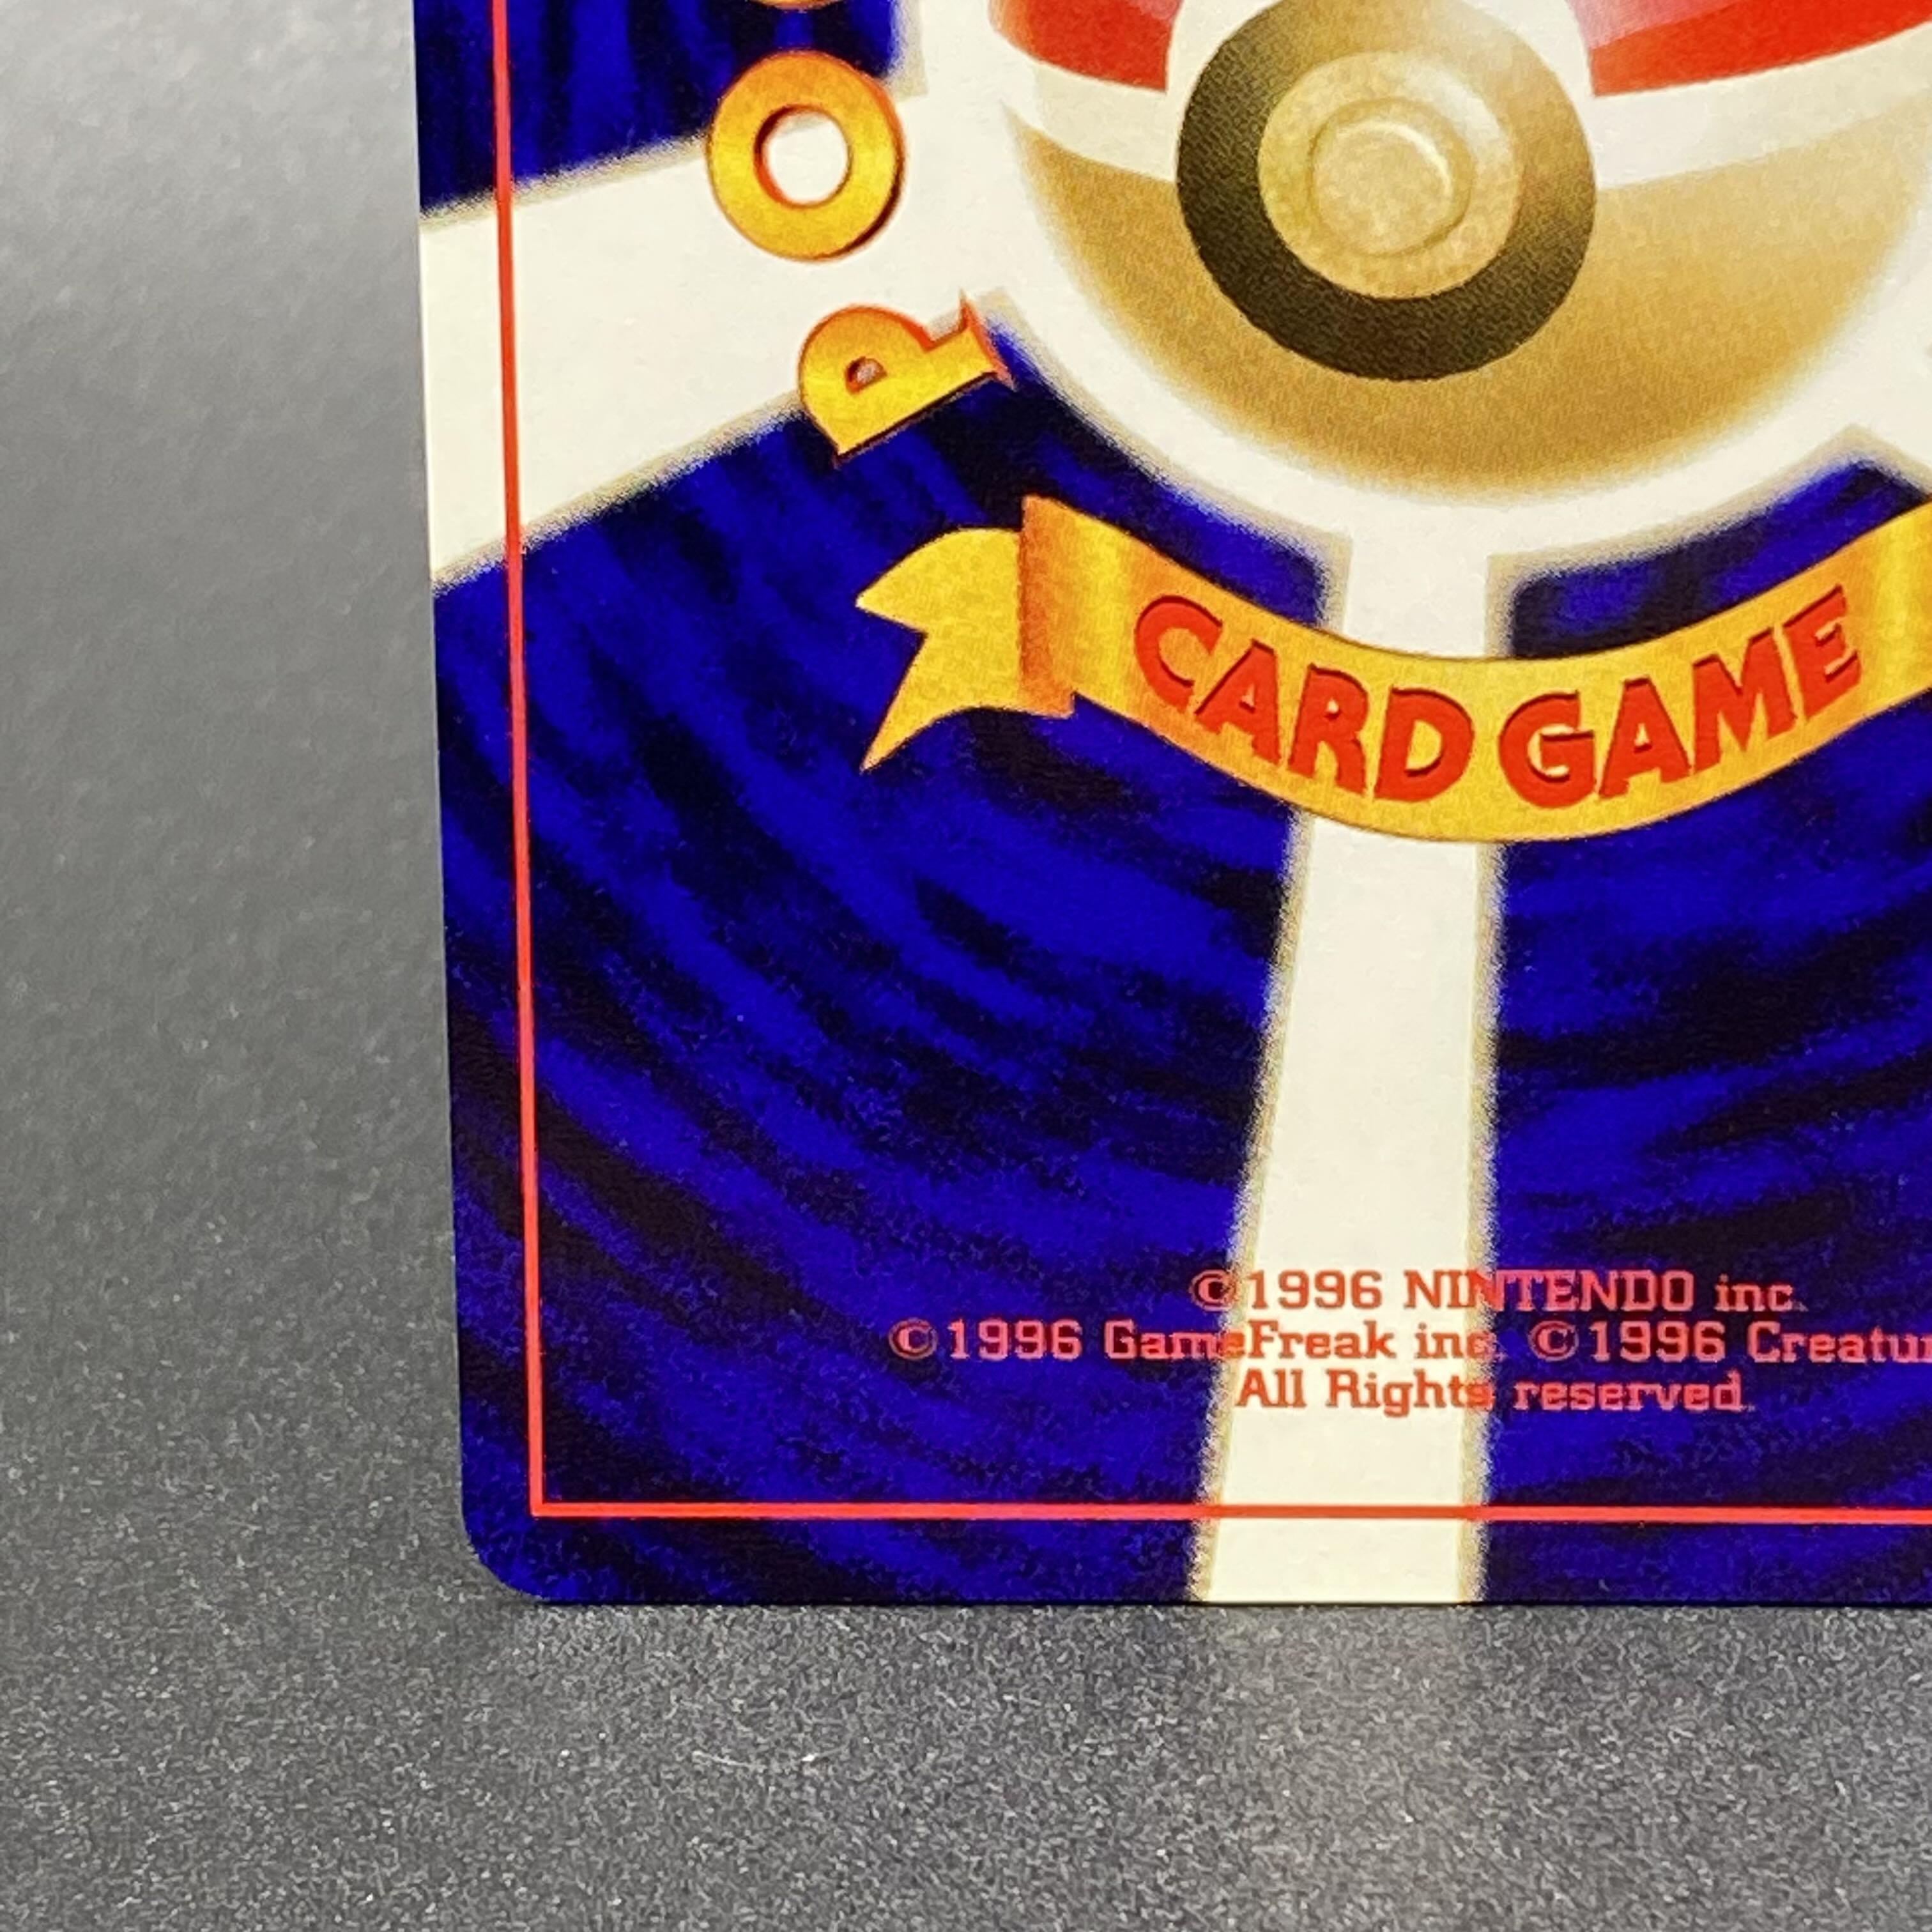 PO
CARD GAME
©1996 NINTENDO inc.
©1996 GameFreak inc. ©1996 Creatur
All Rights reserved.